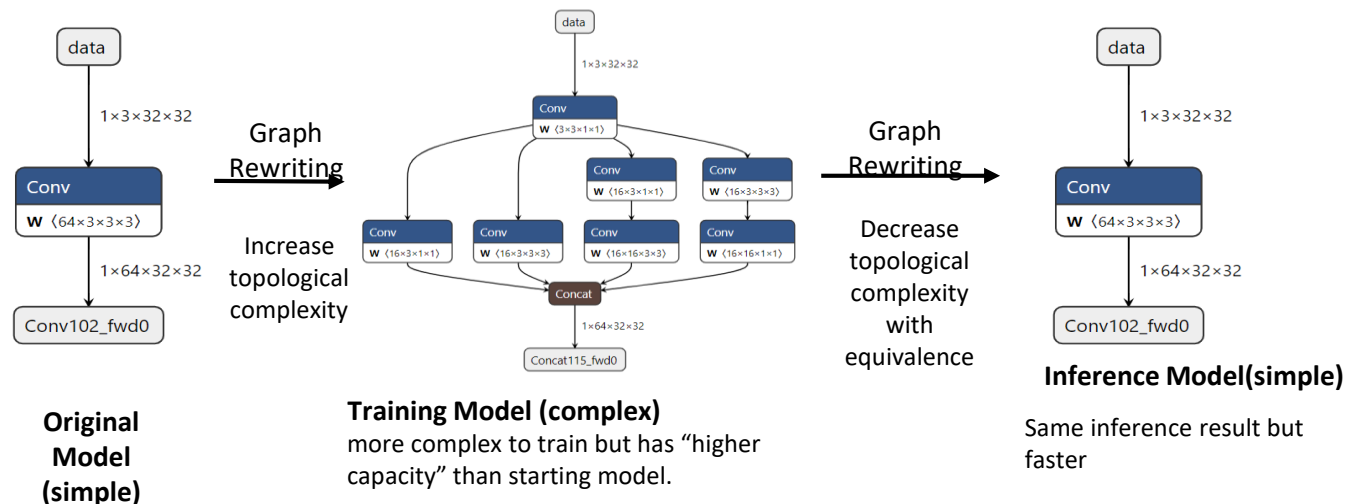 data
1×3×32×32
Conv
W ⟨64×3×3×3⟩
1×64×32×32
Conv102_fwd0
Original
Model
(simple)
Graph
Rewriting
Increase
topological
complexity
data
1×3×32×32
Conv
W ⟨3×3×1×1⟩
Conv
W ⟨16×3×1×1⟩
Conv
W ⟨16×3×3×3⟩
Conv
W ⟨16×3×1×1⟩
Conv
W ⟨16×3×3×3⟩
Conv
W ⟨16×16×3×3⟩
Conv
W ⟨16×16×1×1⟩
Concat
1×64×32×32
Concat115_fwd0
Training Model (complex)
more complex to train but has “higher
capacity” than starting model.
Graph
Rewriting
Decrease
topological
complexity
with
equivalence
data
1×3×32×32
Conv
W ⟨64×3×3×3⟩
1×64×32×32
Conv102_fwd0
Inference Model(simple)
Same inference result but
faster